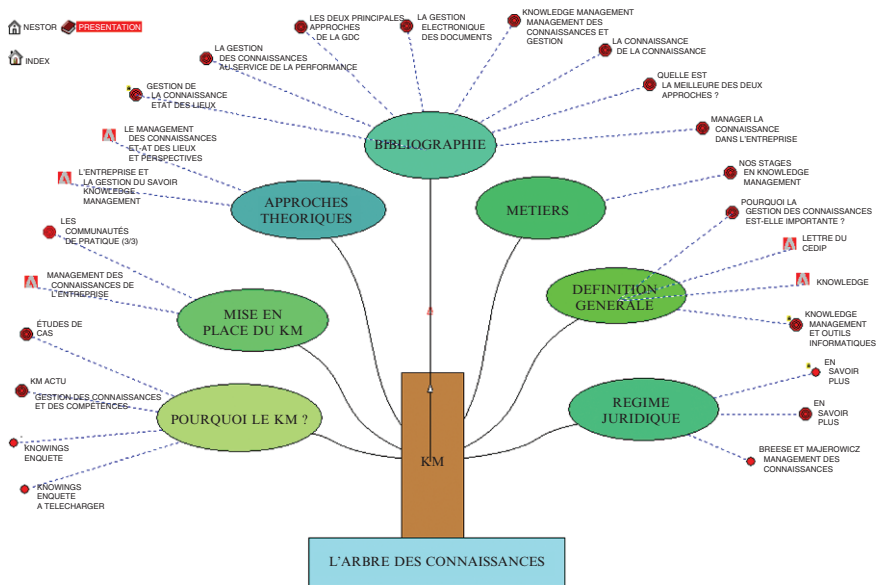 NESTOR
PRESENTATION
INDEX
LES DEUX PRINCIPALES
APPROCHES
DE LA GDC
LA GESTION
ELECTRONIQUE
DES DOCUMENTS
KNOWLEDGE MANAGEMENT
MANAGEMENT DES
CONNAISSANCES ET
GESTION
LA GESTION
DES CONNAISSANCES
AU SERVICE DE LA PERFORMANCE
LA CONNAISSANCE
DE LA CONNAISSANCE
GESTION DE
LA CONNAISSANCE
ETAT DES LIEUX
QUELLE EST
LA MEILLEURE DES DEUX
APPROCHES ?
BIBLIOGRAPHIE
MANAGER LA
CONNAISSANCE
DANS L'ENTREPRISE
LE MANAGEMENT
DES CONNAISSANCES
ET-AT DES LIEUX
ET PERSPECTIVES
L'ENTREPRISE ET
LA GESTION DU SAVOIR
KNOWLEDGE
MANAGEMENT
APPROCHES
THEORIQUES
METIERS
NOS STAGES
EN KNOWLEDGE
MANAGEMENT
POURQUOI LA
GESTION DES CONNAISSANCES
EST-ELLE IMPORTANTE ?
LES
COMMUNAUTÉS
DE PRATIQUE (3/3)
LETTRE DU
CEDIP
MANAGEMENT DES
CONNAISSANCES DE
L'ENTREPRISE
MISE EN
PLACE DU KM
DEFINITION
GENERALE
KNOWLEDGE
KNOWLEDGE
MANAGEMENT
ET OUTILS
INFORMATIQUES
ÉTUDES DE
CAS
EN
SAVOIR
PLUS
KM ACTU
GESTION DES CONNAISSANCES
ET DES COMPÉTENCES
POURQUOI LE KM ?
REGIME
JURIDIQUE
EN
SAVOIR
PLUS
KNOWINGS
ENQUETE
KM
BREESE ET MAJEROWICZ
MANAGEMENT DES
CONNAISSANCES
KNOWINGS
ENQUETE
A TELECHARGER
L'ARBRE DES CONNAISSANCES